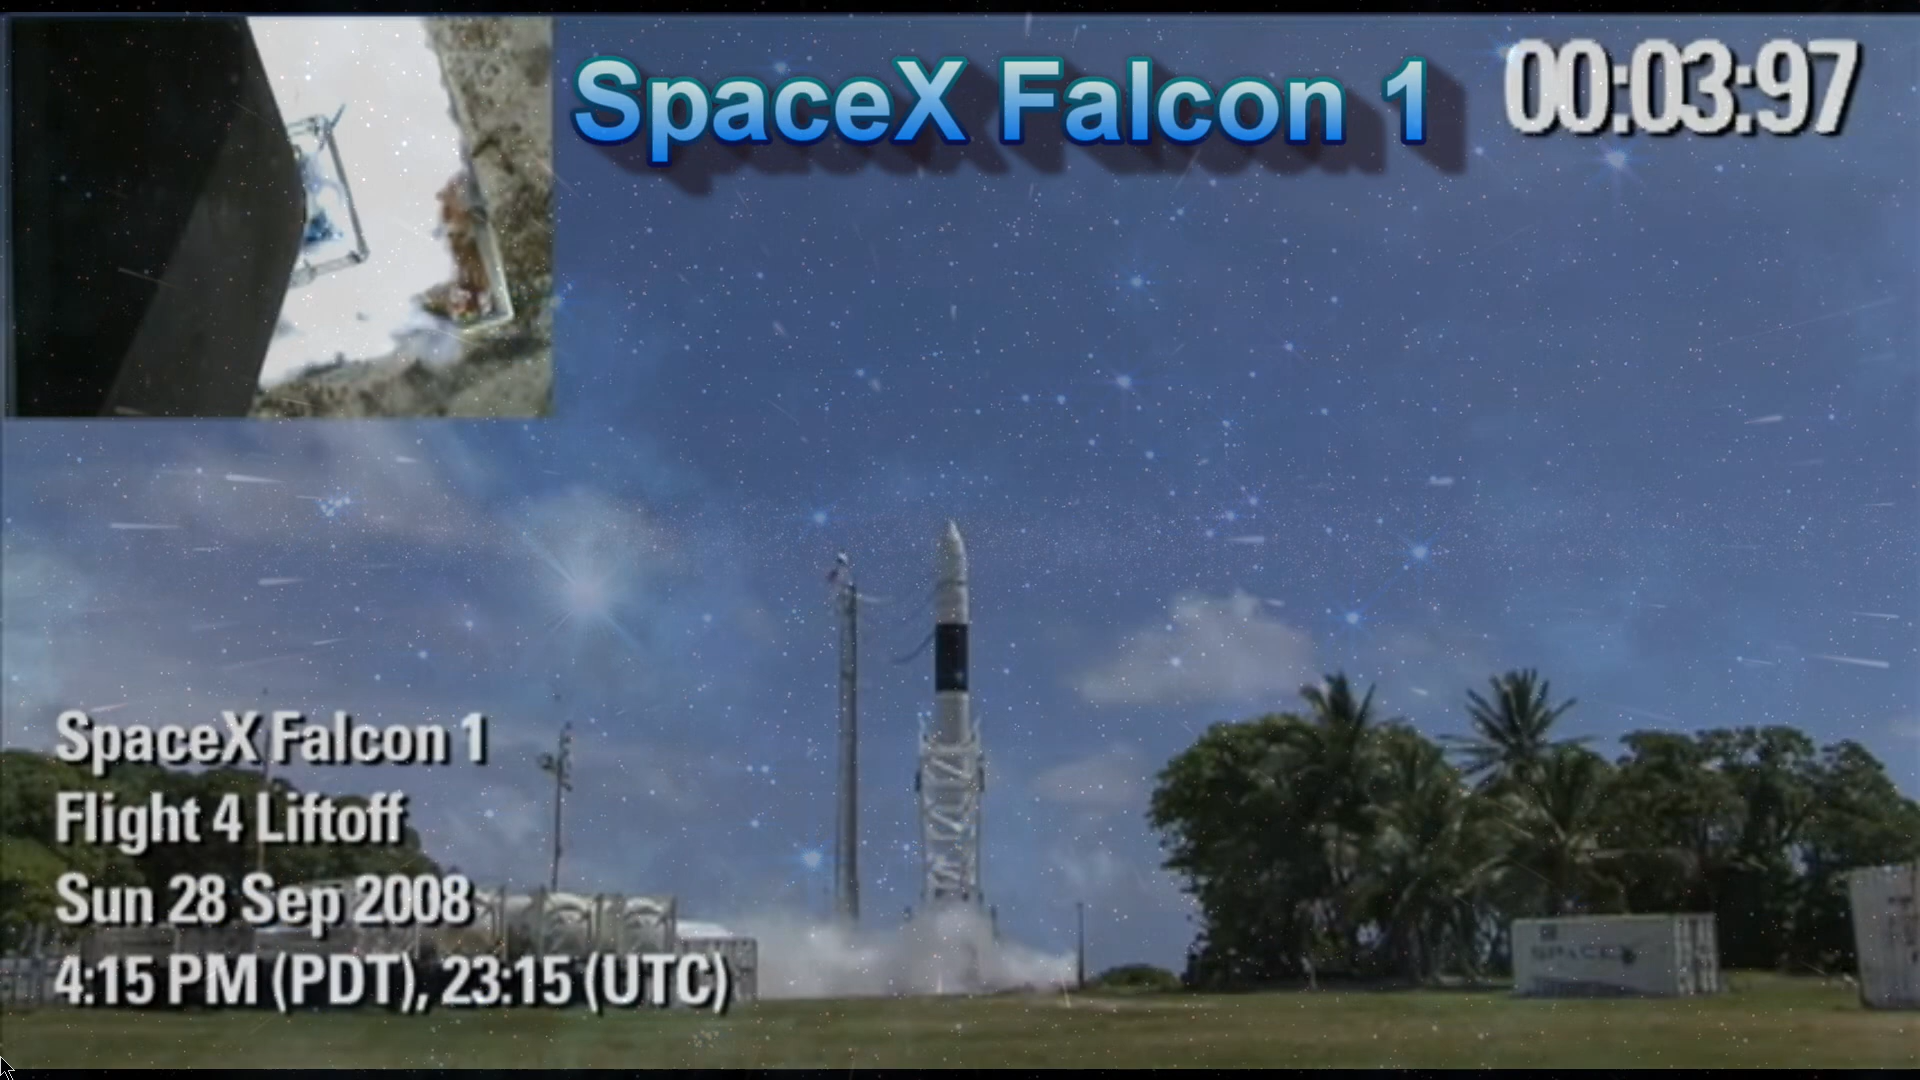 SpaceX Falcon 1
00:03:97
SpaceX Falcon 1
Flight 4 Liftoff
Sun 28 Sep 2008
4:15 PM (PDT), 23:15 (UTC)
SPACEX